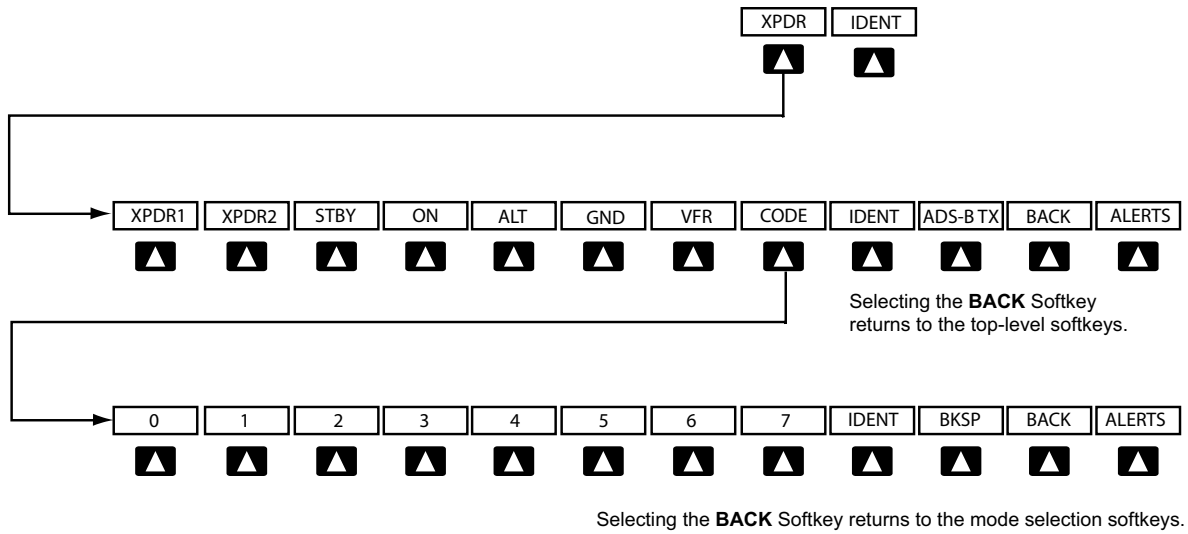 XPDR IDENT
XPDR1 XPDR2 STBY ON ALT GND VFR CODE IDENT ADS-B TX BACK ALERTS
Selecting the BACK Softkey
returns to the top-level softkeys.
0 1 2 3 4 5 6 7 IDENT BKSP BACK ALERTS
Selecting the BACK Softkey returns to the mode selection softkeys.